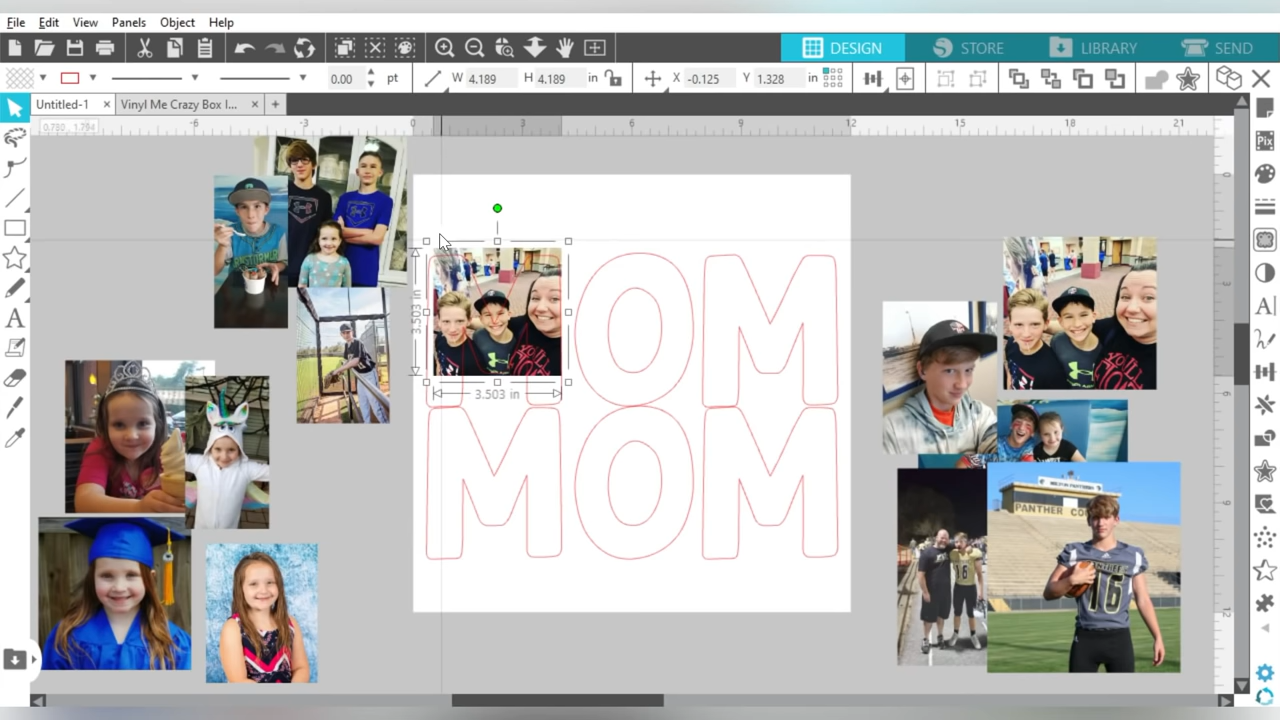 File Edit View Panels Object Help
DESIGN STORE LIBRARY SEND
0.00 pt W 4.189 H 4.189 in X -0.125 Y 1.328 in
Untitled-1 Vinyl Me Crazy Box I...
-6 -3 0 3 6 9 12 15 18 21
3.503 in
3.503 in
MOM
MOM
PANTHER
16
16